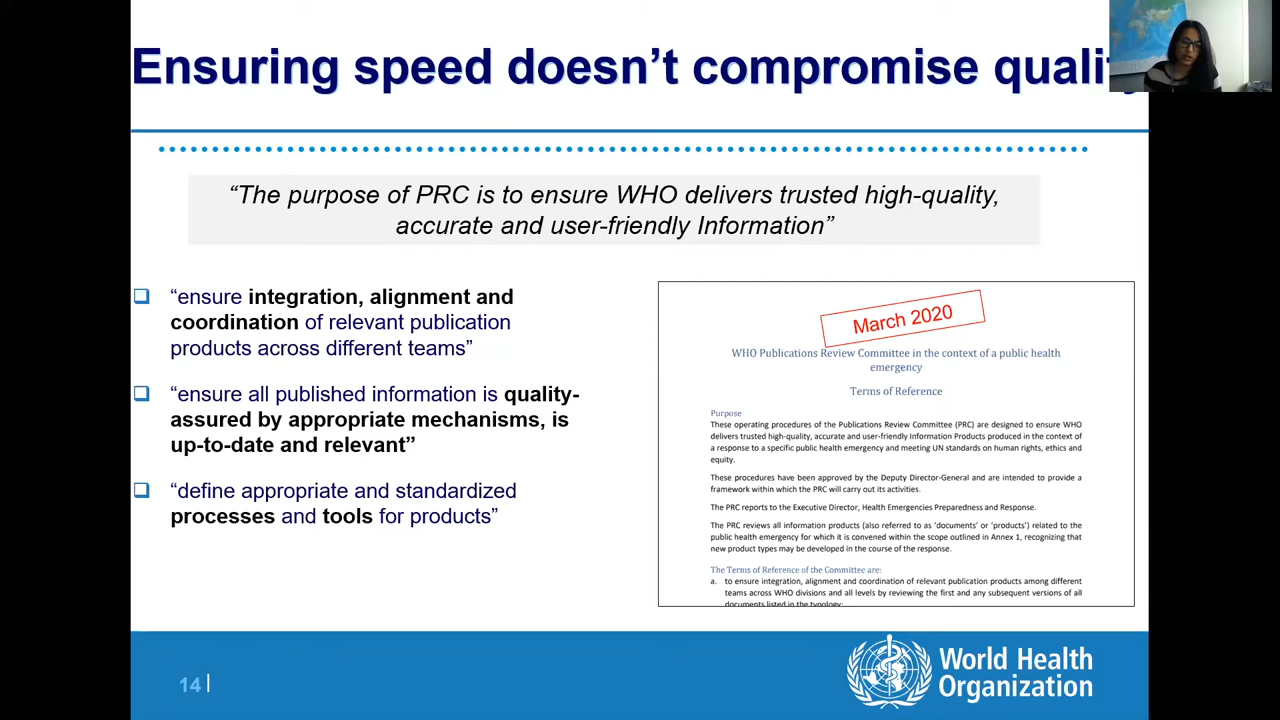 Ensuring speed doesn’t compromise quali
“The purpose of PRC is to ensure WHO delivers trusted high-quality,
accurate and user-friendly Information”
“ensure integration, alignment and
coordination of relevant publication
products across different teams”
“ensure all published information is quality-
assured by appropriate mechanisms, is
up-to-date and relevant”
“define appropriate and standardized
processes and tools for products”
March 2020
WHO Publications Review Committee in the context of a public health
emergency
Terms of Reference
Purpose
These operating procedures of the Publications Review Committee (PRC) are designed to ensure WHO
delivers trusted high-quality, accurate and user-friendly Information Products produced in the context of
a response to a specific public health emergency and meeting UN standards on human rights, ethics and
equity.
These procedures have been approved by the Deputy Director-General and are intended to provide a
framework within which the PRC will carry out its activities.
The PRC reports to the Executive Director, Health Emergencies Preparedness and Response.
The PRC reviews all information products (also referred to as ‘documents’ or ‘products’) related to the
public health emergency for which it is convened within the scope outlined in Annex 1, recognizing that
new product types may be developed in the course of the response.
The Terms of Reference of the Committee are:
a. to ensure integration, alignment and coordination of relevant publication products among different
teams across WHO divisions and all levels by reviewing the first and any subsequent versions of all
documents listed in the typology;
14
World Health
Organization